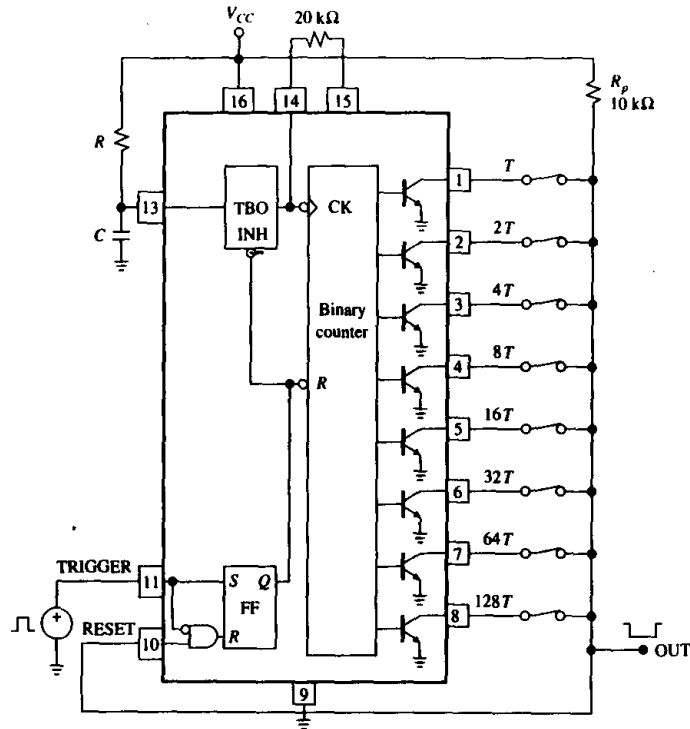 V_CC
20 kΩ
16
14
15
R_p
10 kΩ
R
13
C
TBO
INH
CK
Binary
counter
R
1
T
2
2T
3
4T
4
8T
5
16T
6
32T
7
64T
8
128T
TRIGGER
11
S
Q
FF
R
RESET
10
OUT
9